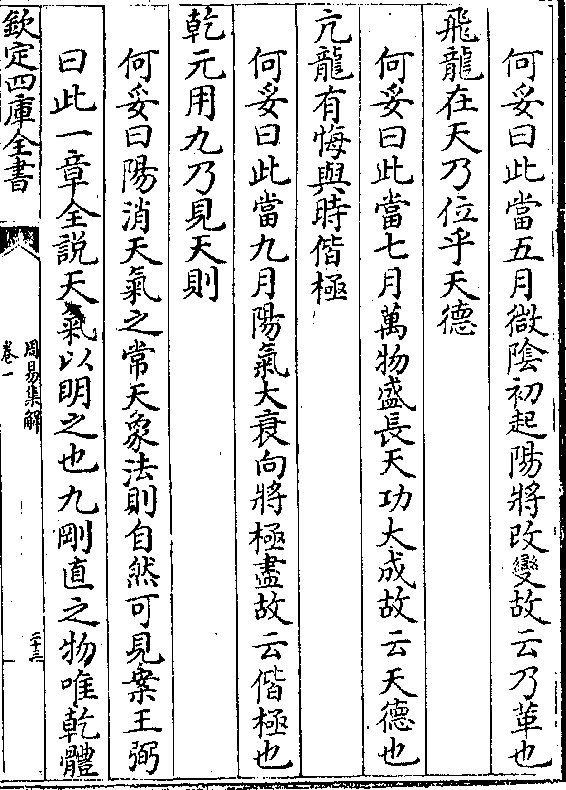 何妥曰此當五月微陰初起陽將改變故云乃革也
飛龍在天乃位乎天德
何妥曰此當七月萬物盛長天功大成故云天德也
亢龍有悔與時偕極
何妥曰此當九月陽氣大衰向將極盡故云偕極也
乾元用九乃見天則
何妥曰陽消天氣之常天象法則自然可見案王弼
曰此一章全說天氣以明之也九剛直之物唯乾體
欽定四庫全書
周易集解
卷一
二十三